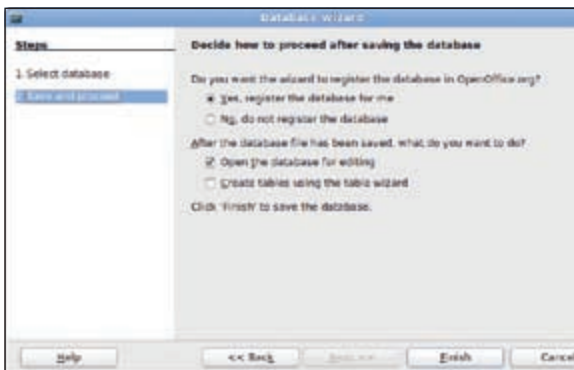 Database Wizard
Steps
1. Select database
2. Save and proceed
Decide how to proceed after saving the database
Do you want the wizard to register the database in OpenOffice.org?
Yes, register the database for me
No, do not register the database
After the database file has been saved, what do you want to do?
Open the database for editing
Create tables using the table wizard
Click 'Finish' to save the database.
Help
<< Back
Next >>
Finish
Cancel